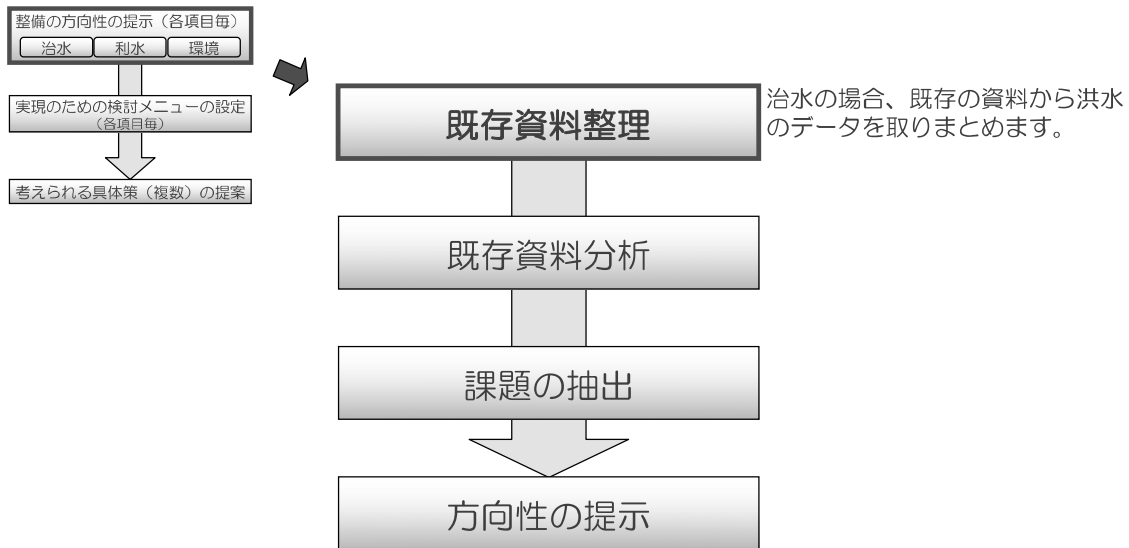 整備の方向性の提示（各項目毎）
治水 利水 環境
実現のための検討メニューの設定
（各項目毎）
考えられる具体策（複数）の提案
既存資料整理
治水の場合、既存の資料から洪水
のデータを取りまとめます。
既存資料分析
課題の抽出
方向性の提示